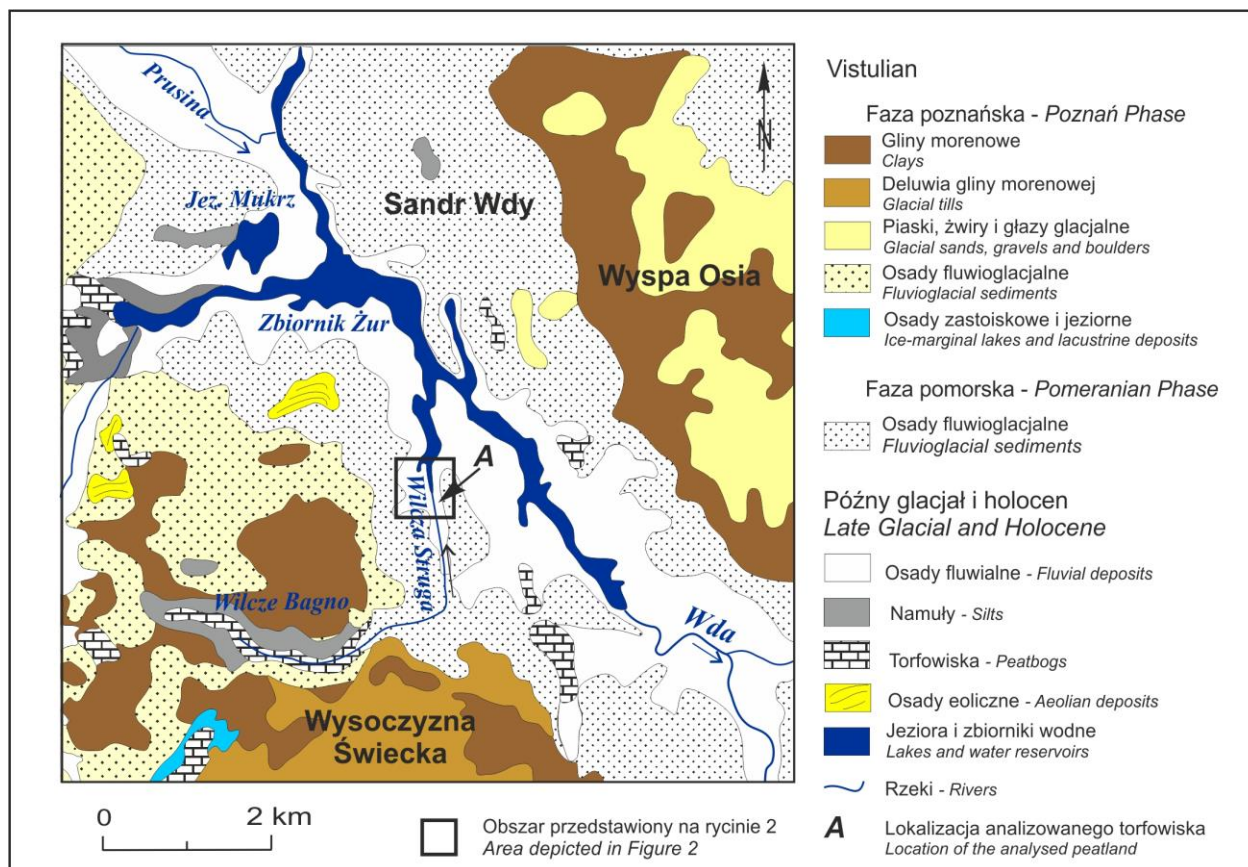 Prusina
N
Jez. Mukrz
Sandr Wdy
Wyspa Osia
Zbiornik Żur
A
Wilcza Struga
Wilcze Bagno
Wda
Wysoczyzna
Świecka
0 2 km
Obszar przedstawiony na rycinie 2
Area depicted in Figure 2
Vistulian
Faza poznańska - Poznań Phase
Gliny morenowe
Clays
Deluwia gliny morenowej
Glacial tills
Piaski, żwiry i głazy glacjalne
Glacial sands, gravels and boulders
Osady fluwioglacjalne
Fluvioglacial sediments
Osady zastoiskowe i jeziorne
Ice-marginal lakes and lacustrine deposits
Faza pomorska - Pomeranian Phase
Osady fluwioglacjalne
Fluvioglacial sediments
Późny glacjał i holocen
Late Glacial and Holocene
Osady fluwialne - Fluvial deposits
Namuły - Silts
Torfowiska - Peatbogs
Osady eoliczne - Aeolian deposits
Jeziora i zbiorniki wodne
Lakes and water reservoirs
Rzeki - Rivers
A Lokalizacja analizowanego torfowiska
Location of the analysed peatland